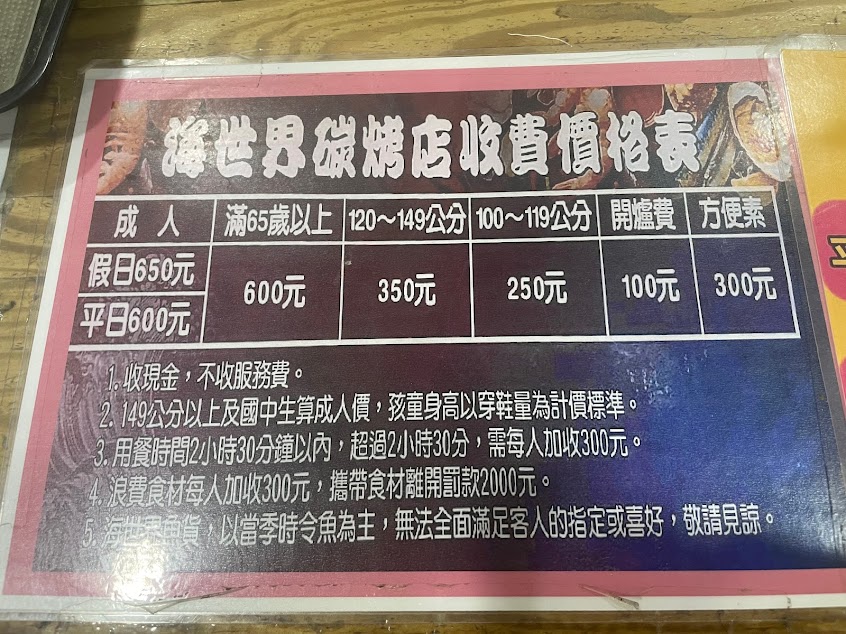 海世界碳烤店收費價格表
成人 滿65歲以上 120～149公分 100～119公分 開爐費 方便素
假日650元 600元 350元 250元 100元 300元
平日600元
1. 收現金，不收服務費。
2. 149公分以上及國中生算成人價，孩童身高以穿鞋量為計價標準。
3. 用餐時間2小時30分鐘以內，超過2小時30分，需每人加收300元。
4. 浪費食材每人加收300元，攜帶食材離開罰款2000元。
5. 海世界魚貨，以當季時令魚為主，無法全面滿足客人的指定或喜好，敬請見諒。